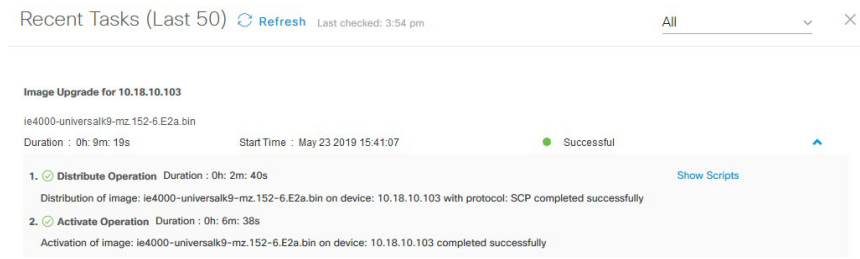 Recent Tasks (Last 50) Refresh Last checked: 3:54 pm All
Image Upgrade for 10.18.10.103
ie4000-universalk9-mz.152-6.E2a.bin
Duration : 0h: 9m: 19s Start Time : May 23 2019 15:41:07 Successful
1. Distribute Operation Duration : 0h: 2m: 40s Show Scripts
Distribution of image: ie4000-universalk9-mz.152-6.E2a.bin on device: 10.18.10.103 with protocol: SCP completed successfully
2. Activate Operation Duration : 0h: 6m: 38s
Activation of image: ie4000-universalk9-mz.152-6.E2a.bin on device: 10.18.10.103 completed successfully